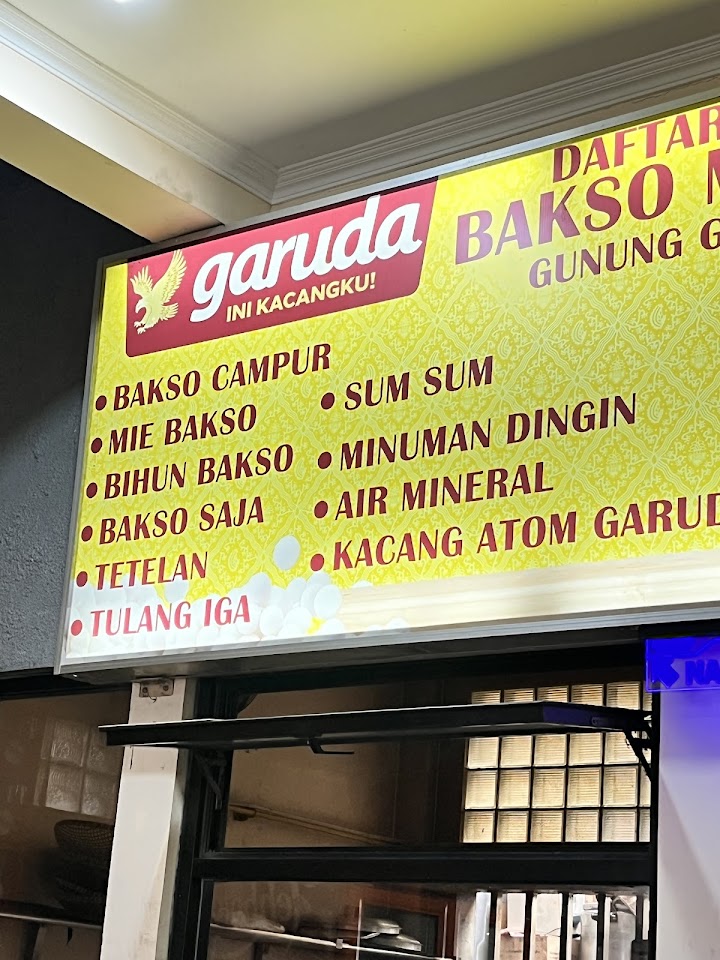 DAFTAR
BAKSO
GUNUNG
garuda
INI KACANGKU!
• BAKSO CAMPUR
• MIE BAKSO
• BIHUN BAKSO
• BAKSO SAJA
• TETELAN
• TULANG IGA
• SUM SUM
• MINUMAN DINGIN
• AIR MINERAL
• KACANG ATOM GARUD